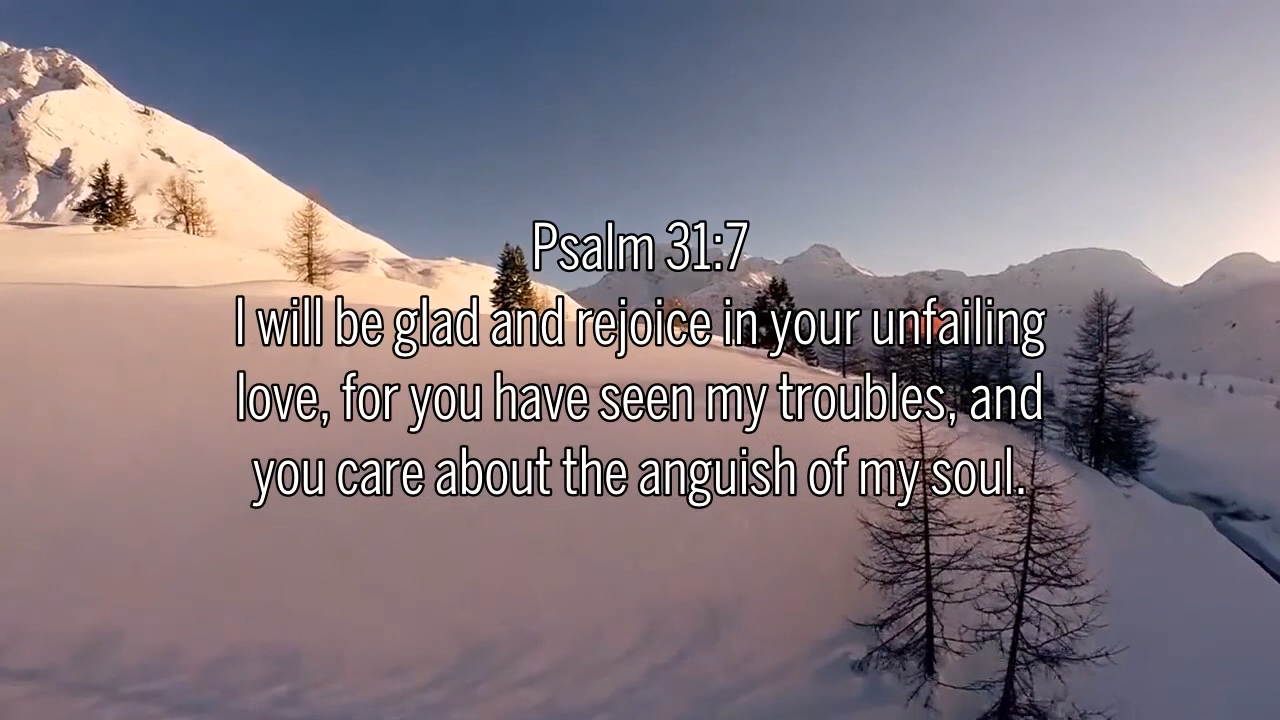 Psalm 31:7
I will be glad and rejoice in your unfailing
love, for you have seen my troubles, and
you care about the anguish of my soul.